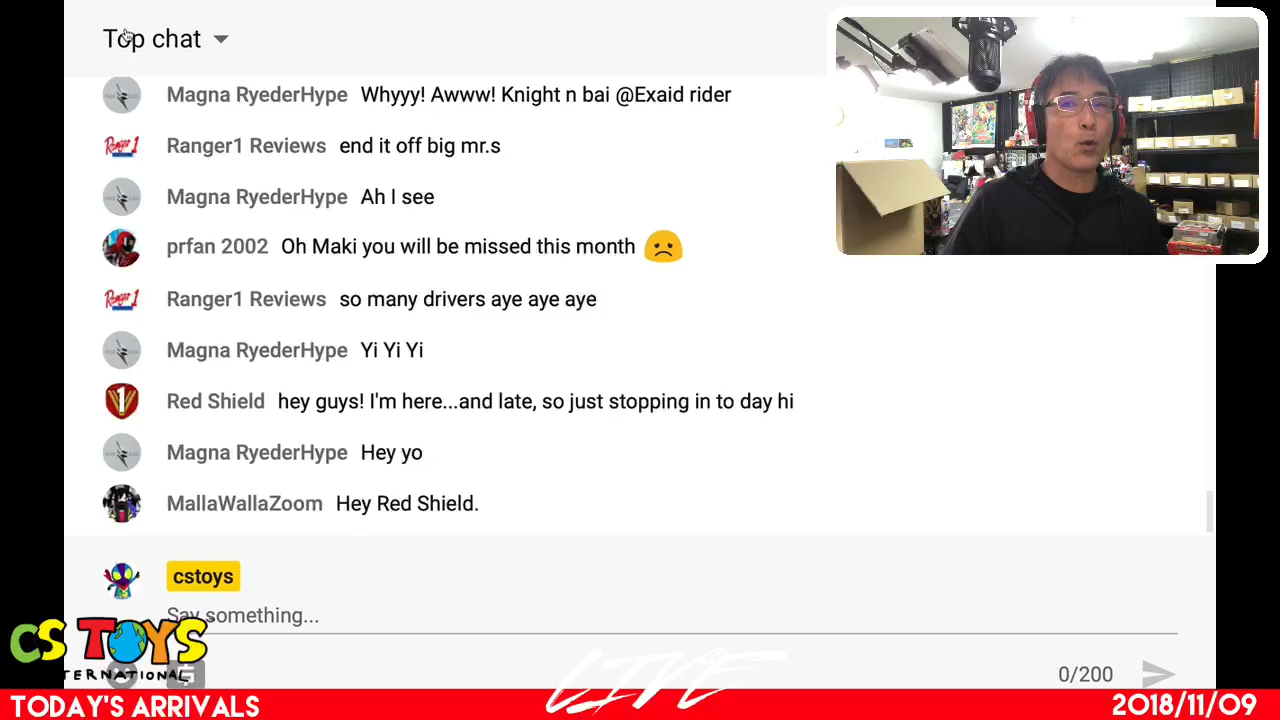 Top chat
Magna RyederHype Whyyy! Awww! Knight n bai @Exaid rider
Ranger1 Reviews end it off big mr.s
Magna RyederHype Ah I see
prfan 2002 Oh Maki you will be missed this month
Ranger1 Reviews so many drivers aye aye aye
Magna RyederHype Yi Yi Yi
Red Shield hey guys! I'm here...and late, so just stopping in to day hi
Magna RyederHype Hey yo
MallaWallaZoom Hey Red Shield.
cstoys
Say something...
CS TOYS
TERNATIONAL
LIVE
0/200
TODAY'S ARRIVALS
2018/11/09